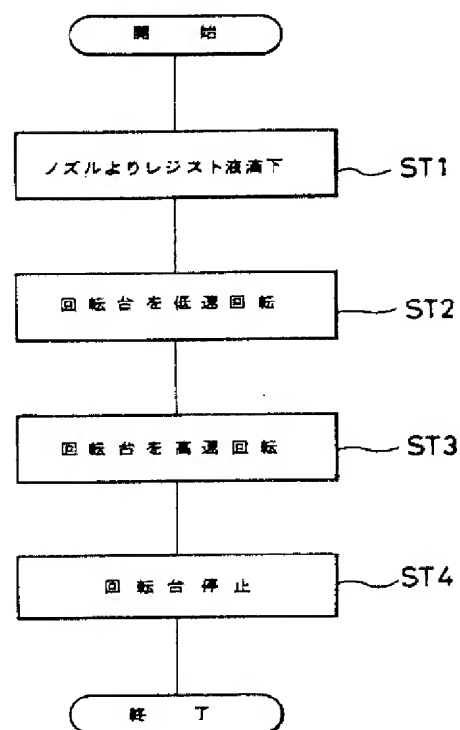 開始
ノズルよりレジスト液滴下
ST1
回転台を低速回転
ST2
回転台を高速回転
ST3
回転台停止
ST4
終了